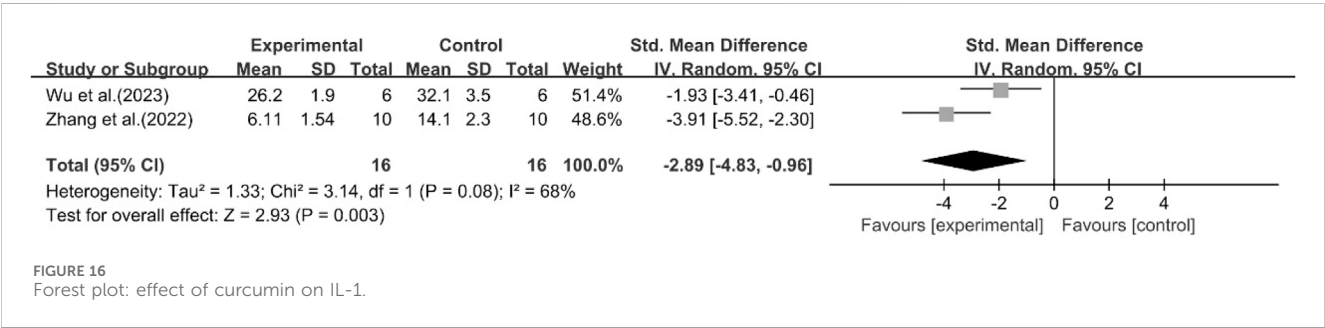 Experimental Control Std. Mean Difference Std. Mean Difference
Study or Subgroup Mean SD Total Mean SD Total Weight IV, Random, 95% CI IV, Random, 95% CI
Wu et al.(2023) 26.2 1.9 6 32.1 3.5 6 51.4% -1.93 [-3.41, -0.46]
Zhang et al.(2022) 6.11 1.54 10 14.1 2.3 10 48.6% -3.91 [-5.52, -2.30]
Total (95% CI) 16 16 100.0% -2.89 [-4.83, -0.96]
Heterogeneity: Tau² = 1.33; Chi² = 3.14, df = 1 (P = 0.08); I² = 68%
Test for overall effect: Z = 2.93 (P = 0.003)
-4 -2 0 2 4
Favours [experimental] Favours [control]
FIGURE 16
Forest plot: effect of curcumin on IL-1.